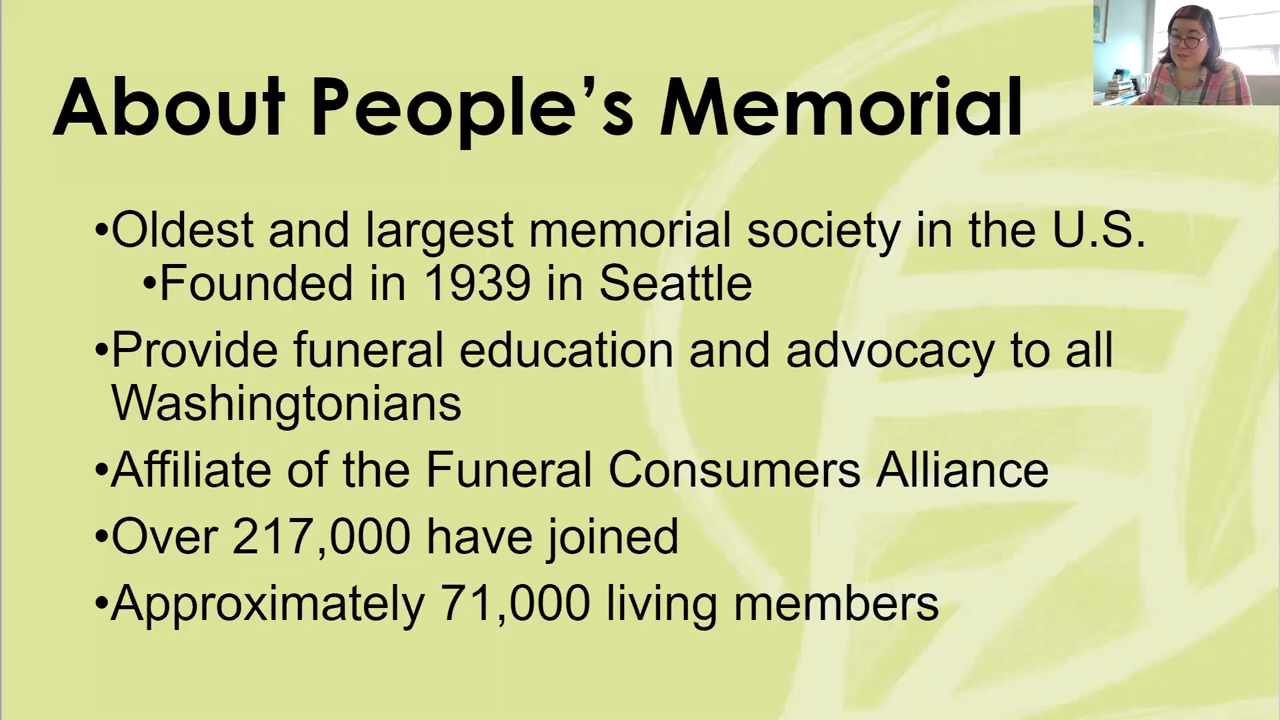 About People’s Memorial
•Oldest and largest memorial society in the U.S.
•Founded in 1939 in Seattle
•Provide funeral education and advocacy to all
Washingtonians
•Affiliate of the Funeral Consumers Alliance
•Over 217,000 have joined
•Approximately 71,000 living members